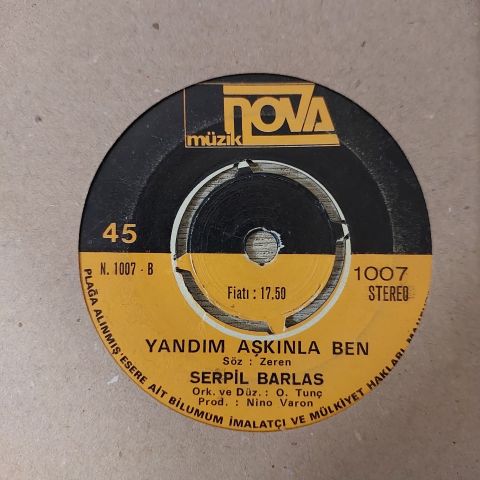 NOVA
müzik
45
N. 1007 - B
1007
Fiatı : 17.50
STEREO
YANDIM AŞKINLA BEN
Söz : Zeren
SERPİL BARLAS
Ork. ve Düz. : O. Tunç
Prod. : Nino Varon
PLAĞA ALINMIŞ ESERE AİT BİLUMUM İMALATÇI VE MÜLKİYET HAKLARI